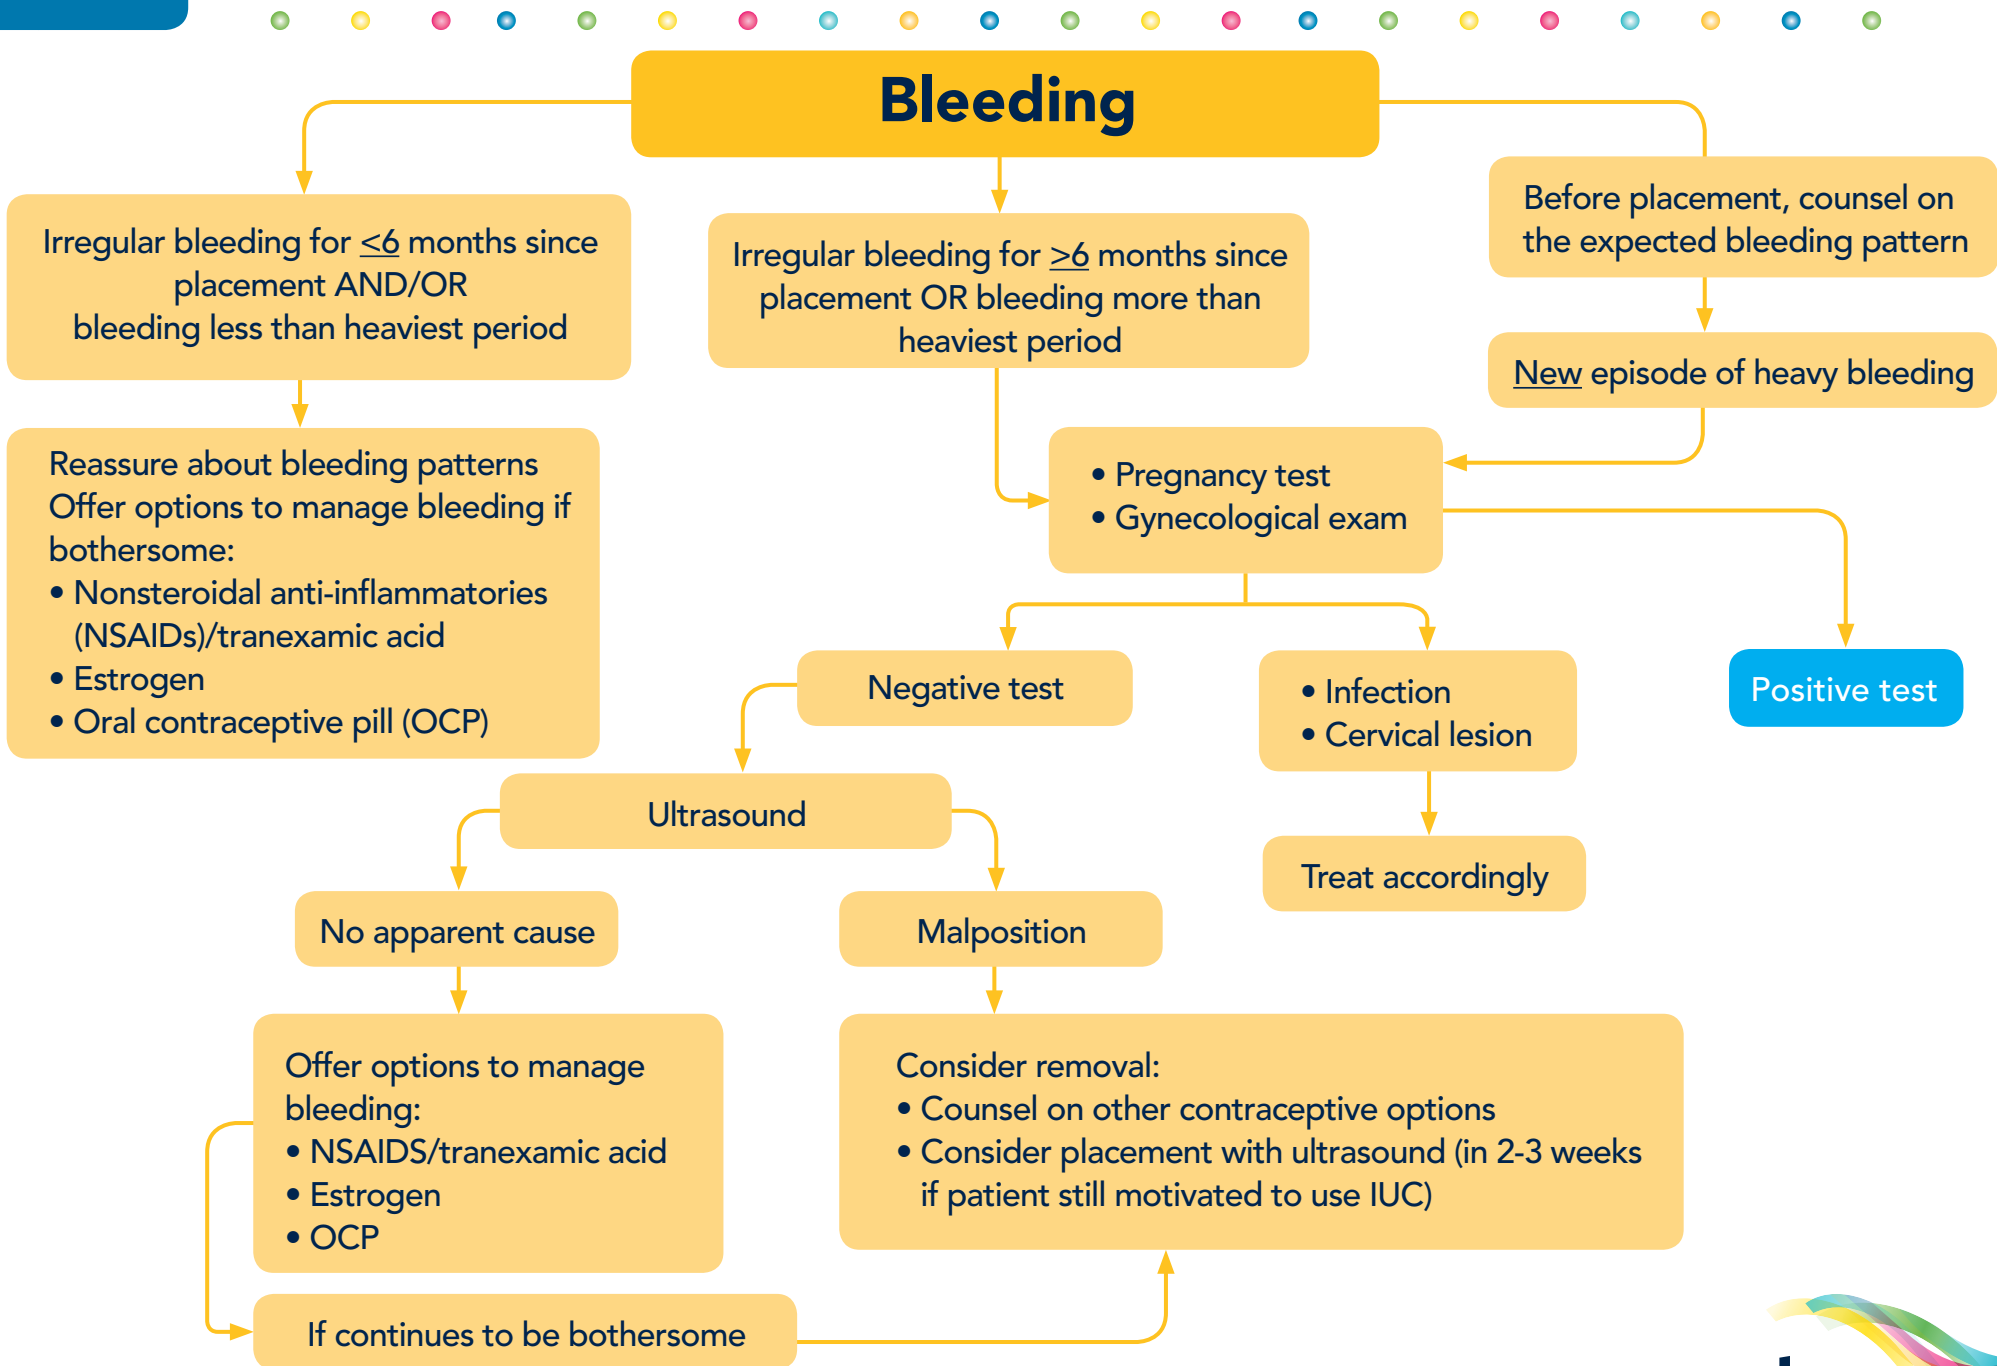 Bleeding
Irregular bleeding for ≤6 months since
placement AND/OR
bleeding less than heaviest period
Irregular bleeding for ≥6 months since
placement OR bleeding more than
heaviest period
Before placement, counsel on
the expected bleeding pattern
New episode of heavy bleeding
Reassure about bleeding patterns
Offer options to manage bleeding if
bothersome:
• Nonsteroidal anti-inflammatories
(NSAIDs)/tranexamic acid
• Estrogen
• Oral contraceptive pill (OCP)
• Pregnancy test
• Gynecological exam
Negative test
• Infection
• Cervical lesion
Positive test
Ultrasound
Treat accordingly
No apparent cause
Malposition
Offer options to manage
bleeding:
• NSAIDS/tranexamic acid
• Estrogen
• OCP
Consider removal:
• Counsel on other contraceptive options
• Consider placement with ultrasound (in 2-3 weeks
if patient still motivated to use IUC)
If continues to be bothersome